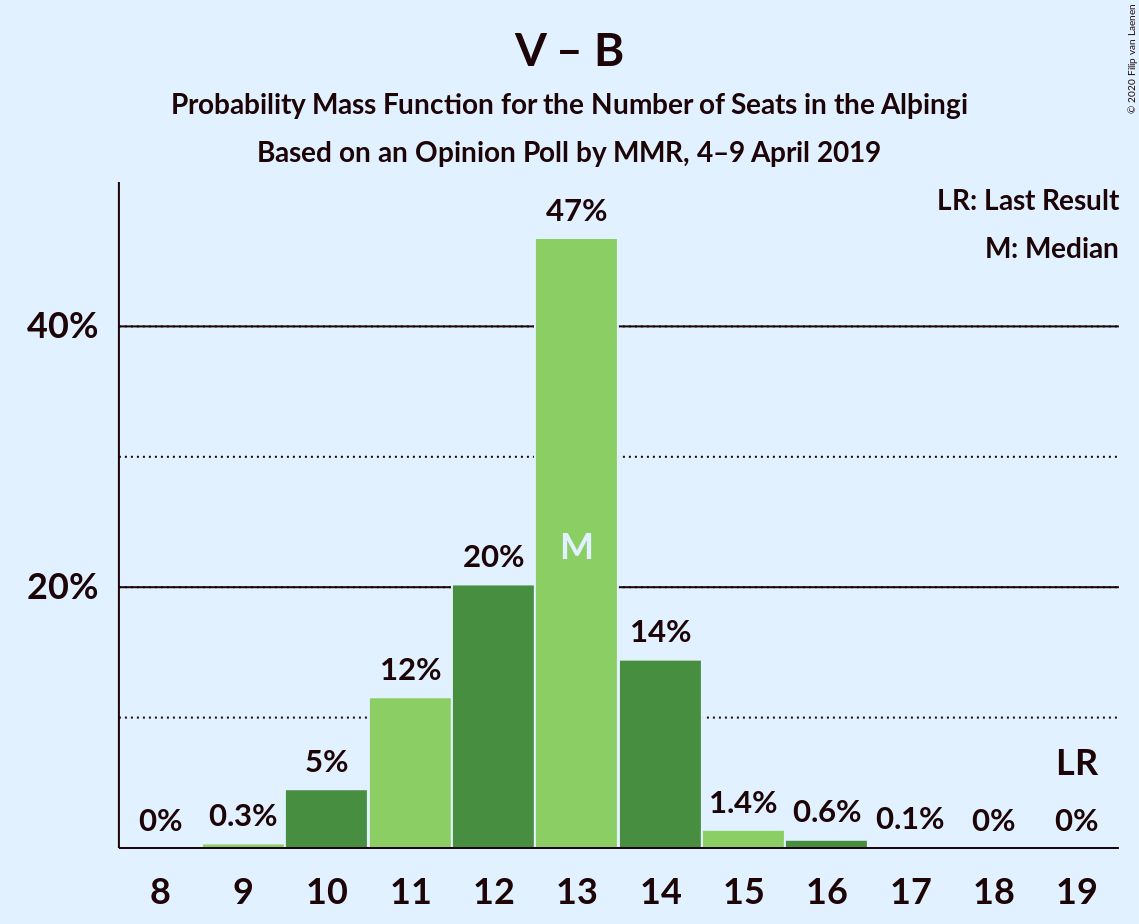 V – B
Probability Mass Function for the Number of Seats in the Alþingi
Based on an Opinion Poll by MMR, 4–9 April 2019
© 2020 Filip van Laenen
LR: Last Result
M: Median
47%
40%
M
20%
20%
14%
12%
5%
LR
0%
0.3%
1.4%
0.6%
0.1%
0%
0%
8 9 10 11 12 13 14 15 16 17 18 19